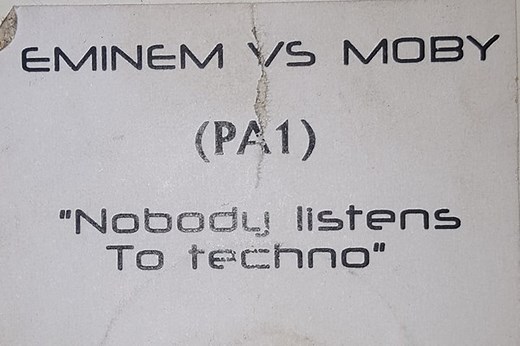 EMINEM VS MOBY
(PA1)
"Nobody listens
To techno"